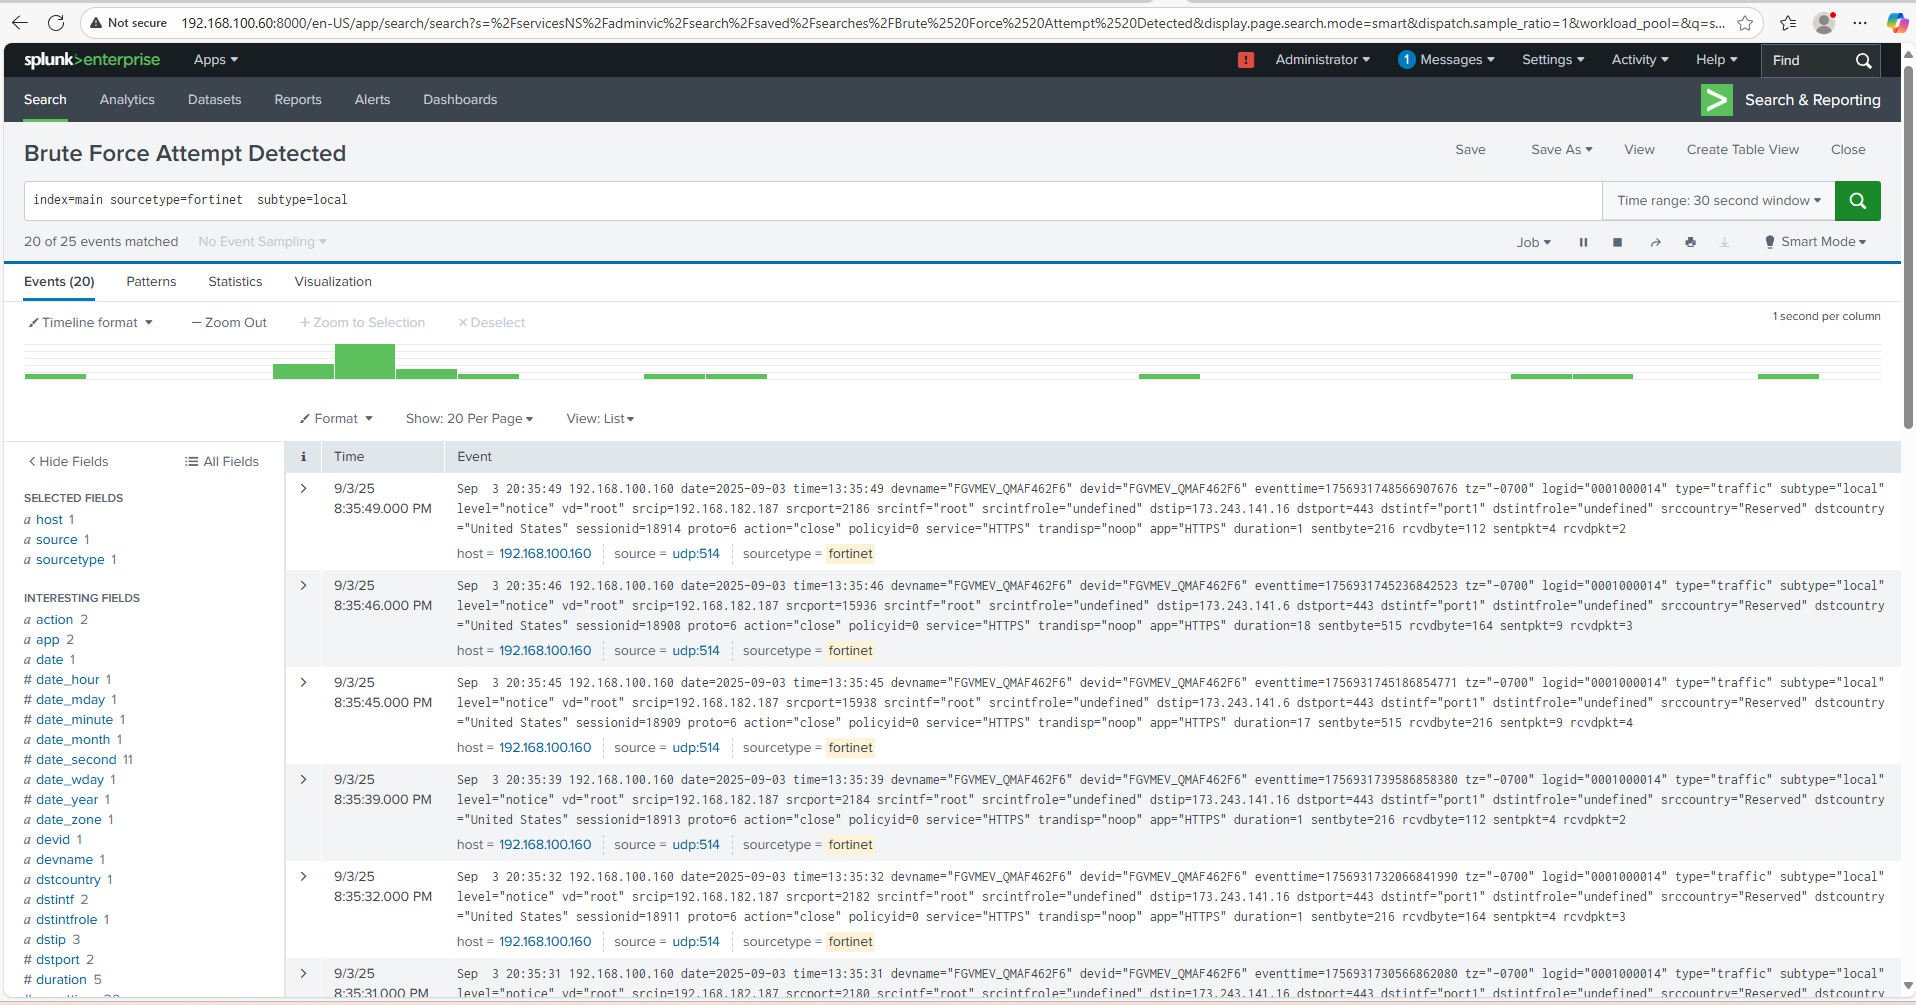 Not secure 192.168.100.60:8000/en-US/app/search/search?s=%2FservicesNS%2Fadminvic%2Fsearch%2Fsaved%2Fsearches%2FBrute%2520Force%2520Attempt%2520Detected&display.page.search.mode=smart&dispatch.sample_ratio=1&workload_pool=&q=s...
splunk>enterprise Apps ! Administrator 1 Messages Settings Activity Help Find
Search Analytics Datasets Reports Alerts Dashboards > Search & Reporting
Brute Force Attempt Detected Save Save As View Create Table View Close
index=main sourcetype=fortinet  subtype=local Time range: 30 second window
20 of 25 events matched No Event Sampling Job Smart Mode
Events (20) Patterns Statistics Visualization
Timeline format — Zoom Out + Zoom to Selection × Deselect 1 second per column
Format Show: 20 Per Page View: List
< Hide Fields All Fields
SELECTED FIELDS
a host 1
a source 1
a sourcetype 1
INTERESTING FIELDS
a action 2
a app 2
a date 1
# date_hour 1
# date_mday 1
# date_minute 1
a date_month 1
# date_second 11
a date_wday 1
# date_year 1
a date_zone 1
a devid 1
a devname 1
a dstcountry 1
a dstintf 2
a dstintfrole 1
a dstip 3
# dstport 2
# duration 5
i Time Event
> 9/3/25
8:35:49.000 PM
Sep  3 20:35:49 192.168.100.160 date=2025-09-03 time=13:35:49 devname="FGVMEV_QMAF462F6" devid="FGVMEV_QMAF462F6" eventtime=1756931748566907676 tz="-0700" logid="0001000014" type="traffic" subtype="local"
level="notice" vd="root" srcip=192.168.182.187 srcport=2186 srcintf="root" srcintfrole="undefined" dstip=173.243.141.16 dstport=443 dstintf="port1" dstintfrole="undefined" srccountry="Reserved" dstcountry
="United States" sessionid=18914 proto=6 action="close" policyid=0 service="HTTPS" trandisp="noop" app="HTTPS" duration=1 sentbyte=216 rcvdbyte=112 sentpkt=4 rcvdpkt=2
host = 192.168.100.160 source = udp:514 sourcetype = fortinet
> 9/3/25
8:35:46.000 PM
Sep  3 20:35:46 192.168.100.160 date=2025-09-03 time=13:35:46 devname="FGVMEV_QMAF462F6" devid="FGVMEV_QMAF462F6" eventtime=1756931745236842523 tz="-0700" logid="0001000014" type="traffic" subtype="local"
level="notice" vd="root" srcip=192.168.182.187 srcport=15936 srcintf="root" srcintfrole="undefined" dstip=173.243.141.6 dstport=443 dstintf="port1" dstintfrole="undefined" srccountry="Reserved" dstcountry
="United States" sessionid=18908 proto=6 action="close" policyid=0 service="HTTPS" trandisp="noop" app="HTTPS" duration=18 sentbyte=515 rcvdbyte=164 sentpkt=9 rcvdpkt=3
host = 192.168.100.160 source = udp:514 sourcetype = fortinet
> 9/3/25
8:35:45.000 PM
Sep  3 20:35:45 192.168.100.160 date=2025-09-03 time=13:35:45 devname="FGVMEV_QMAF462F6" devid="FGVMEV_QMAF462F6" eventtime=1756931745186854771 tz="-0700" logid="0001000014" type="traffic" subtype="local"
level="notice" vd="root" srcip=192.168.182.187 srcport=15938 srcintf="root" srcintfrole="undefined" dstip=173.243.141.6 dstport=443 dstintf="port1" dstintfrole="undefined" srccountry="Reserved" dstcountry
="United States" sessionid=18909 proto=6 action="close" policyid=0 service="HTTPS" trandisp="noop" app="HTTPS" duration=17 sentbyte=515 rcvdbyte=216 sentpkt=9 rcvdpkt=4
host = 192.168.100.160 source = udp:514 sourcetype = fortinet
> 9/3/25
8:35:39.000 PM
Sep  3 20:35:39 192.168.100.160 date=2025-09-03 time=13:35:39 devname="FGVMEV_QMAF462F6" devid="FGVMEV_QMAF462F6" eventtime=1756931739586858380 tz="-0700" logid="0001000014" type="traffic" subtype="local"
level="notice" vd="root" srcip=192.168.182.187 srcport=2184 srcintf="root" srcintfrole="undefined" dstip=173.243.141.16 dstport=443 dstintf="port1" dstintfrole="undefined" srccountry="Reserved" dstcountry
="United States" sessionid=18913 proto=6 action="close" policyid=0 service="HTTPS" trandisp="noop" app="HTTPS" duration=1 sentbyte=216 rcvdbyte=112 sentpkt=4 rcvdpkt=2
host = 192.168.100.160 source = udp:514 sourcetype = fortinet
> 9/3/25
8:35:32.000 PM
Sep  3 20:35:32 192.168.100.160 date=2025-09-03 time=13:35:32 devname="FGVMEV_QMAF462F6" devid="FGVMEV_QMAF462F6" eventtime=1756931732066841990 tz="-0700" logid="0001000014" type="traffic" subtype="local"
level="notice" vd="root" srcip=192.168.182.187 srcport=2182 srcintf="root" srcintfrole="undefined" dstip=173.243.141.16 dstport=443 dstintf="port1" dstintfrole="undefined" srccountry="Reserved" dstcountry
="United States" sessionid=18911 proto=6 action="close" policyid=0 service="HTTPS" trandisp="noop" app="HTTPS" duration=1 sentbyte=216 rcvdbyte=164 sentpkt=4 rcvdpkt=3
host = 192.168.100.160 source = udp:514 sourcetype = fortinet
> 9/3/25
8:35:31.000 PM
Sep  3 20:35:31 192.168.100.160 date=2025-09-03 time=13:35:31 devname="FGVMEV_QMAF462F6" devid="FGVMEV_QMAF462F6" eventtime=1756931730566862080 tz="-0700" logid="0001000014" type="traffic" subtype="local"
level="notice" vd="root" srcip=192.168.182.187 srcport=2180 srcintf="root" srcintfrole="undefined" dstip=173.243.141.16 dstport=443 dstintf="port1" dstintfrole="undefined" srccountry="Reserved" dstcountry